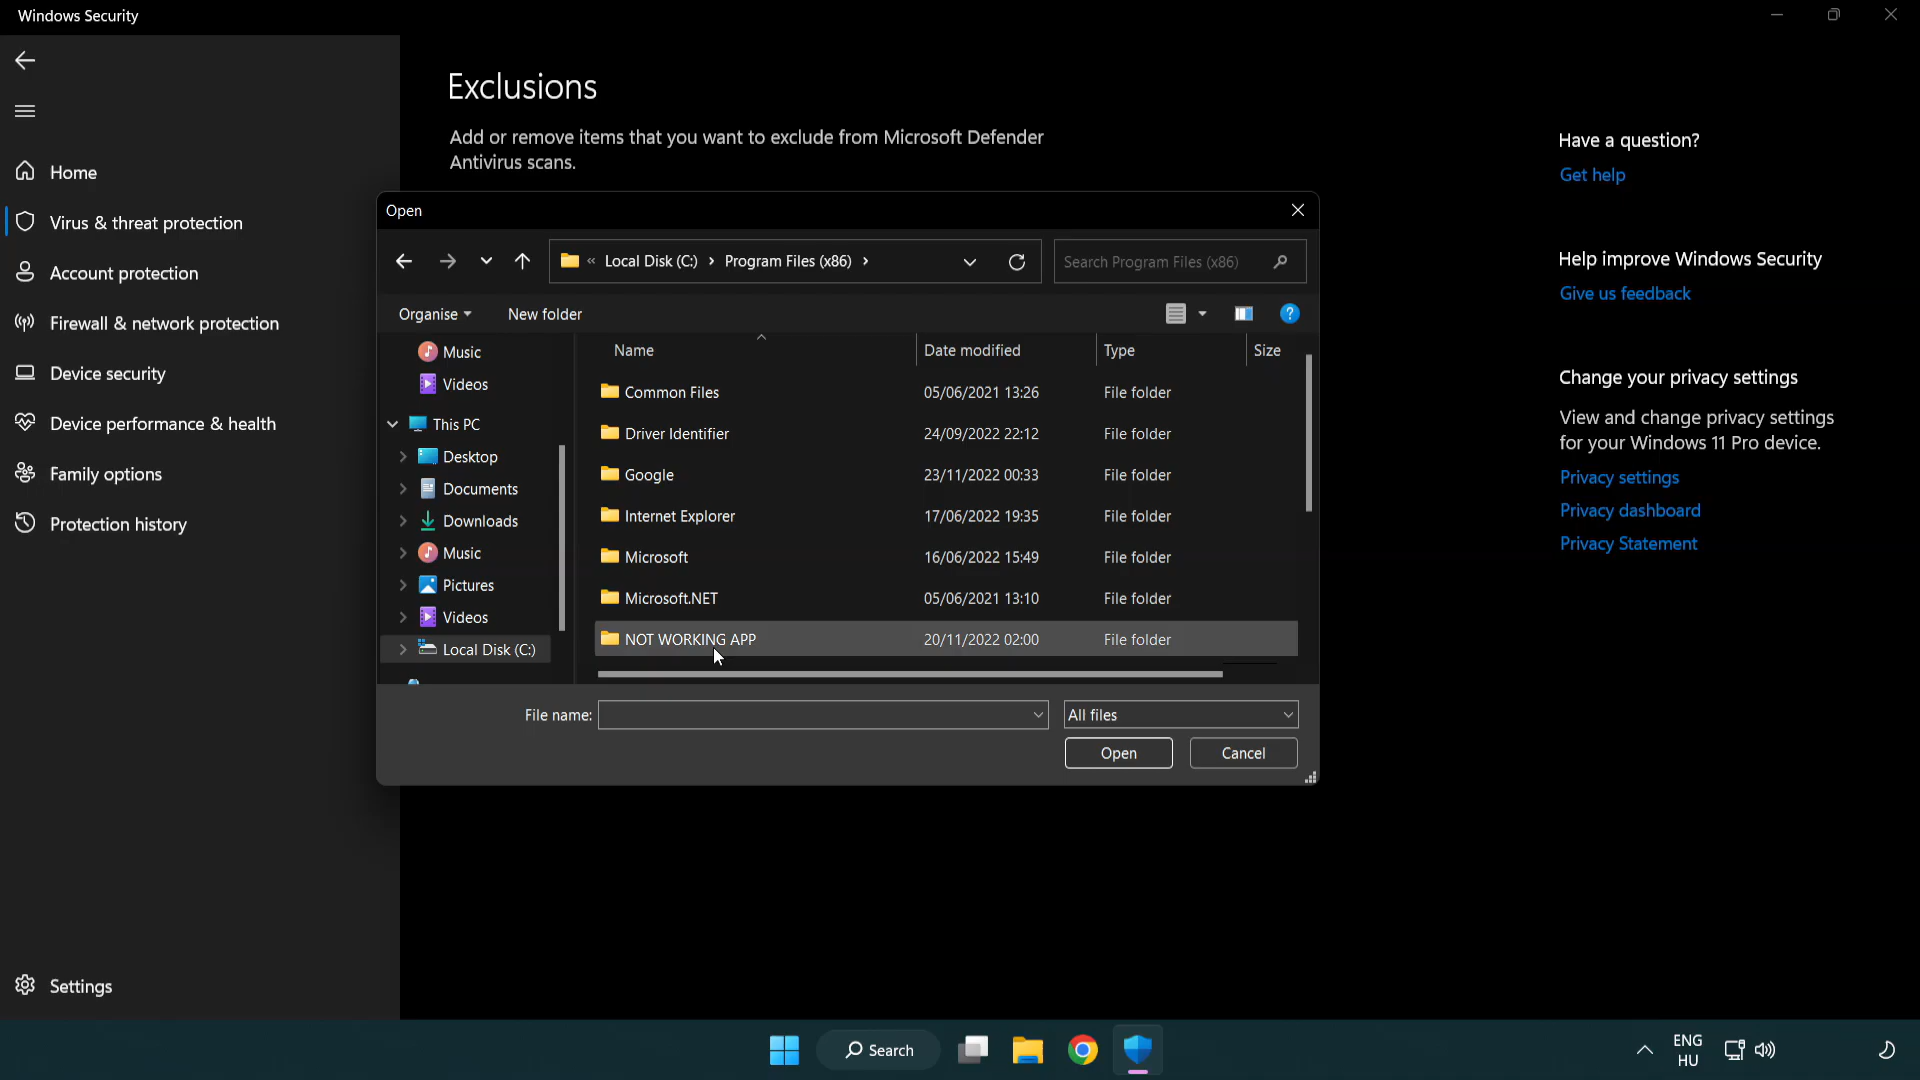 Windows Security
Exclusions
Add or remove items that you want to exclude from Microsoft Defender
Antivirus scans.
Home
Virus & threat protection
Account protection
Firewall & network protection
Device security
Device performance & health
Family options
Protection history
Settings
Open
« Local Disk (C:) › Program Files (x86) ›
Search Program Files (x86)
Organise
New folder
?
Music
Videos
This PC
Desktop
Documents
Downloads
Music
Pictures
Videos
Local Disk (C:)
Name Date modified Type Size
Common Files 05/06/2021 13:26 File folder
Driver Identifier 24/09/2022 22:12 File folder
Google 23/11/2022 00:33 File folder
Internet Explorer 17/06/2022 19:35 File folder
Microsoft 16/06/2022 15:49 File folder
Microsoft.NET 05/06/2021 13:10 File folder
NOT WORKING APP 20/11/2022 02:00 File folder
File name:
All files
Open
Cancel
Have a question?
Get help
Help improve Windows Security
Give us feedback
Change your privacy settings
View and change privacy settings
for your Windows 11 Pro device.
Privacy settings
Privacy dashboard
Privacy Statement
Search
ENG
HU